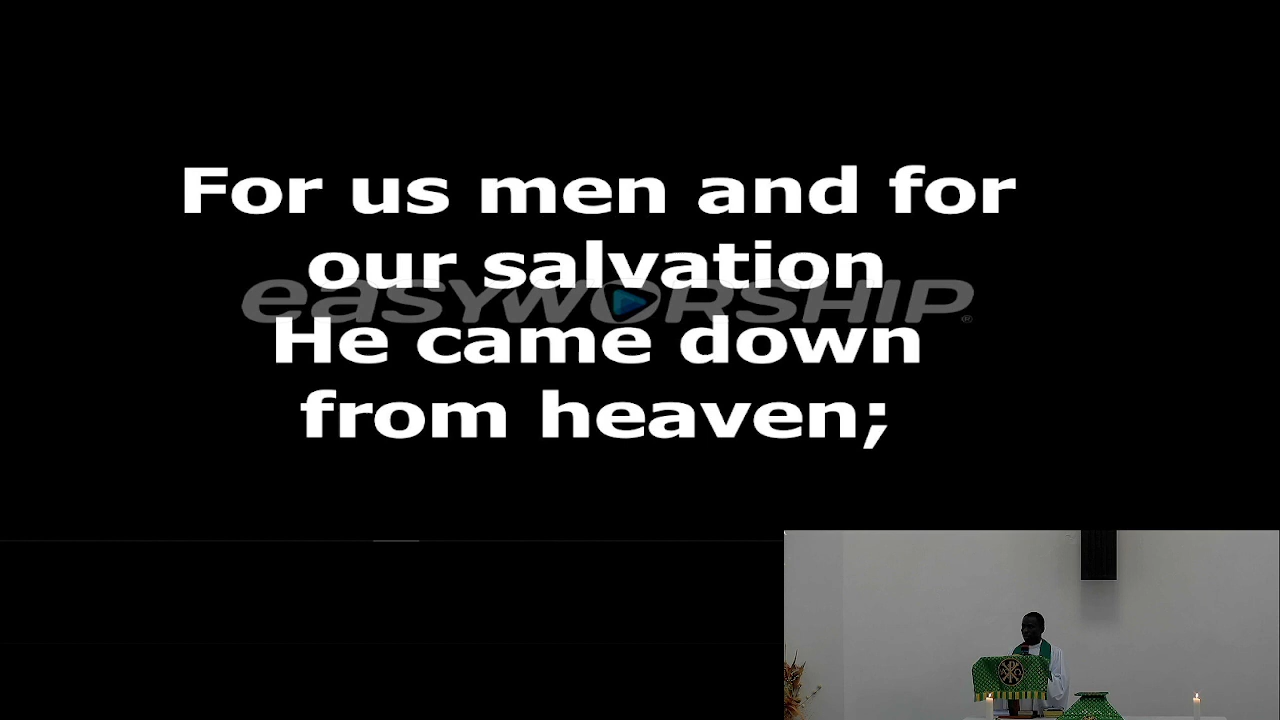 For us men and for
our salvation
easyworship®
He came down
from heaven;